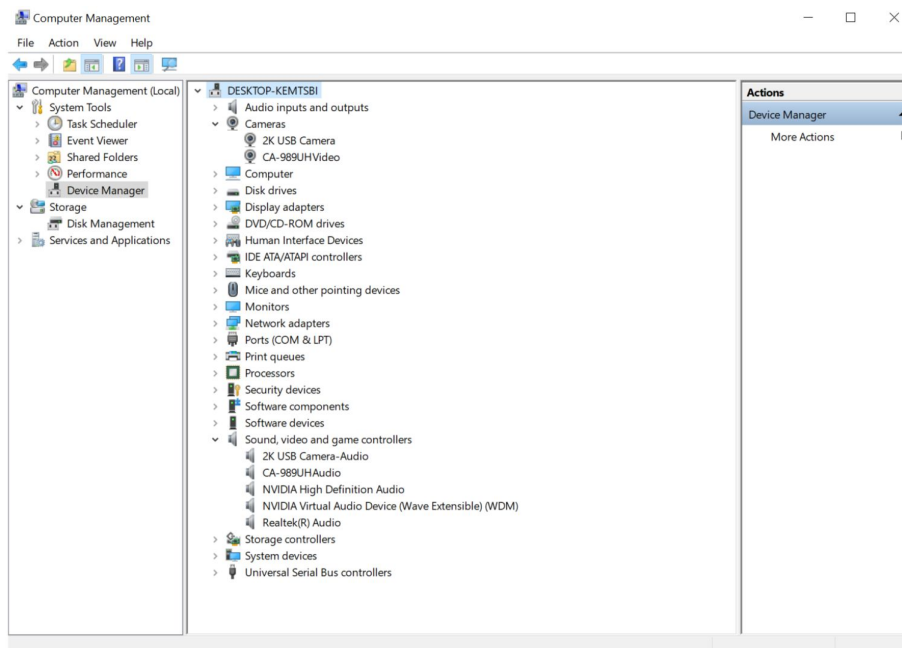 Computer Management
File Action View Help
Computer Management (Local)
System Tools
Task Scheduler
Event Viewer
Shared Folders
Performance
Device Manager
Storage
Disk Management
Services and Applications
DESKTOP-KEMTSBI
Audio inputs and outputs
Cameras
2K USB Camera
CA-989UHVideo
Computer
Disk drives
Display adapters
DVD/CD-ROM drives
Human Interface Devices
IDE ATA/ATAPI controllers
Keyboards
Mice and other pointing devices
Monitors
Network adapters
Ports (COM & LPT)
Print queues
Processors
Security devices
Software components
Software devices
Sound, video and game controllers
2K USB Camera-Audio
CA-989UHAudio
NVIDIA High Definition Audio
NVIDIA Virtual Audio Device (Wave Extensible) (WDM)
Realtek(R) Audio
Storage controllers
System devices
Universal Serial Bus controllers
Actions
Device Manager
More Actions